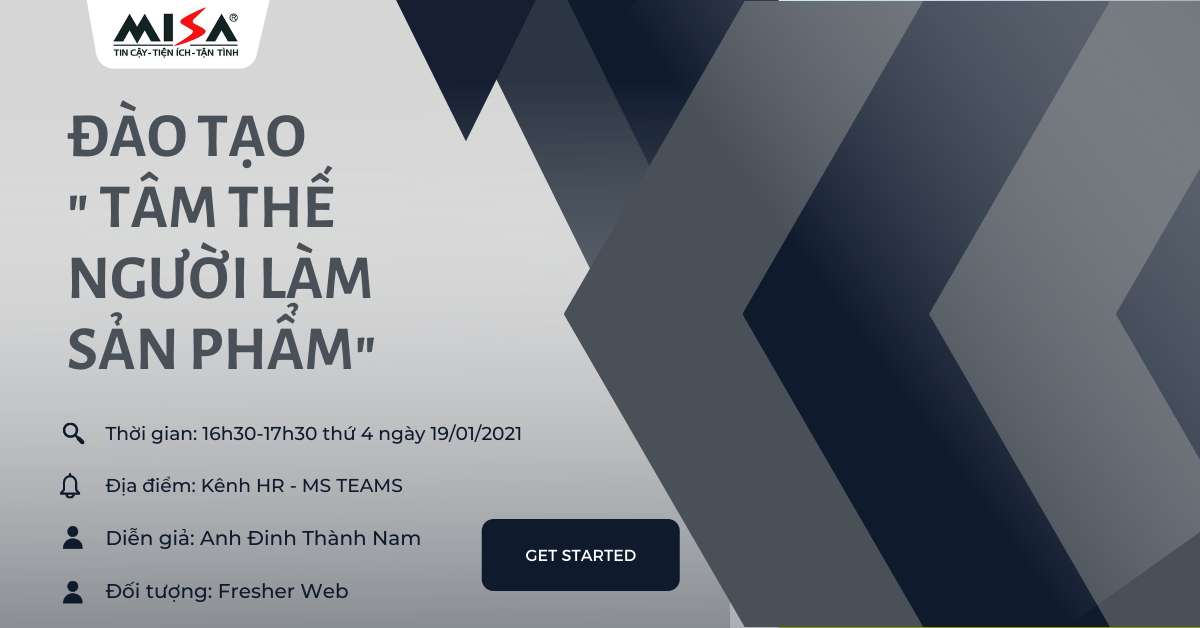 MISA®
TIN CẬY-TIỆN ÍCH-TẬN TÌNH
ĐÀO TẠO
" TÂM THẾ
NGƯỜI LÀM
SẢN PHẨM"
Thời gian: 16h30-17h30 thứ 4 ngày 19/01/2021
Địa điểm: Kênh HR - MS TEAMS
Diễn giả: Anh Đinh Thành Nam
Đối tượng: Fresher Web
GET STARTED